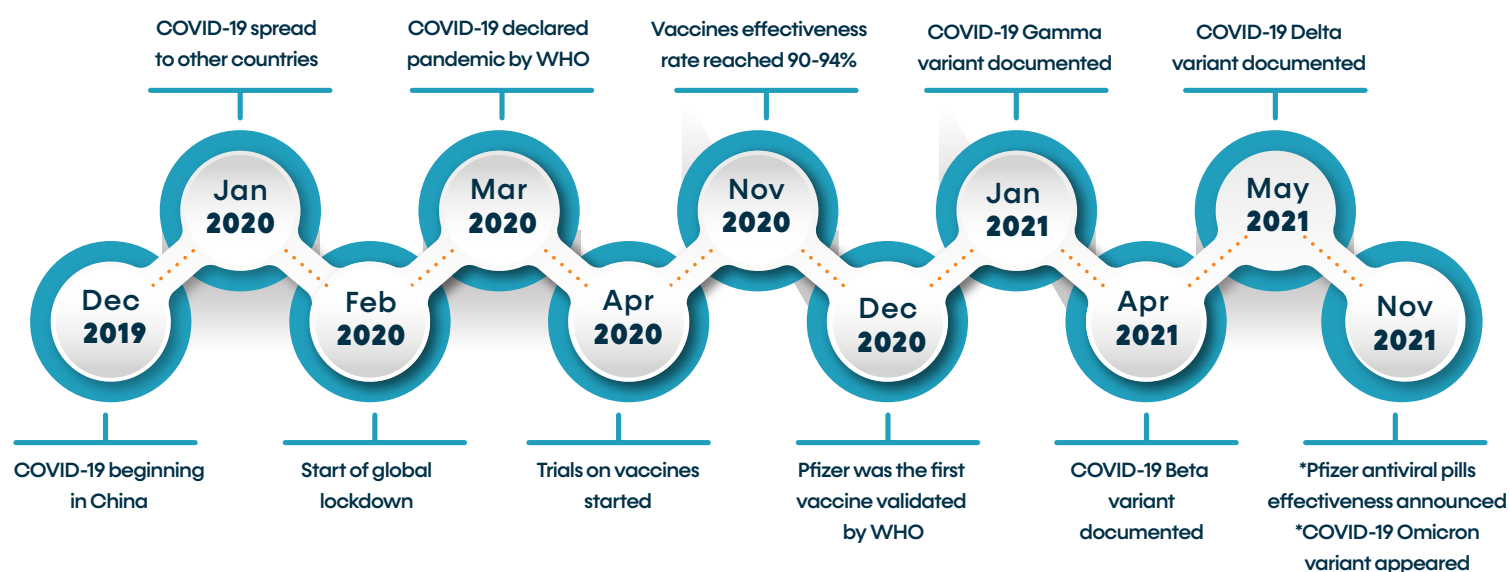 COVID-19 spread
to other countries
COVID-19 declared
pandemic by WHO
Vaccines effectiveness
rate reached 90-94%
COVID-19 Gamma
variant documented
COVID-19 Delta
variant documented
Dec
2019
Jan
2020
Feb
2020
Mar
2020
Apr
2020
Nov
2020
Dec
2020
Jan
2021
Apr
2021
May
2021
Nov
2021
COVID-19 beginning
in China
Start of global
lockdown
Trials on vaccines
started
Pfizer was the first
vaccine validated
by WHO
COVID-19 Beta
variant
documented
*Pfizer antiviral pills
effectiveness announced
*COVID-19 Omicron
variant appeared